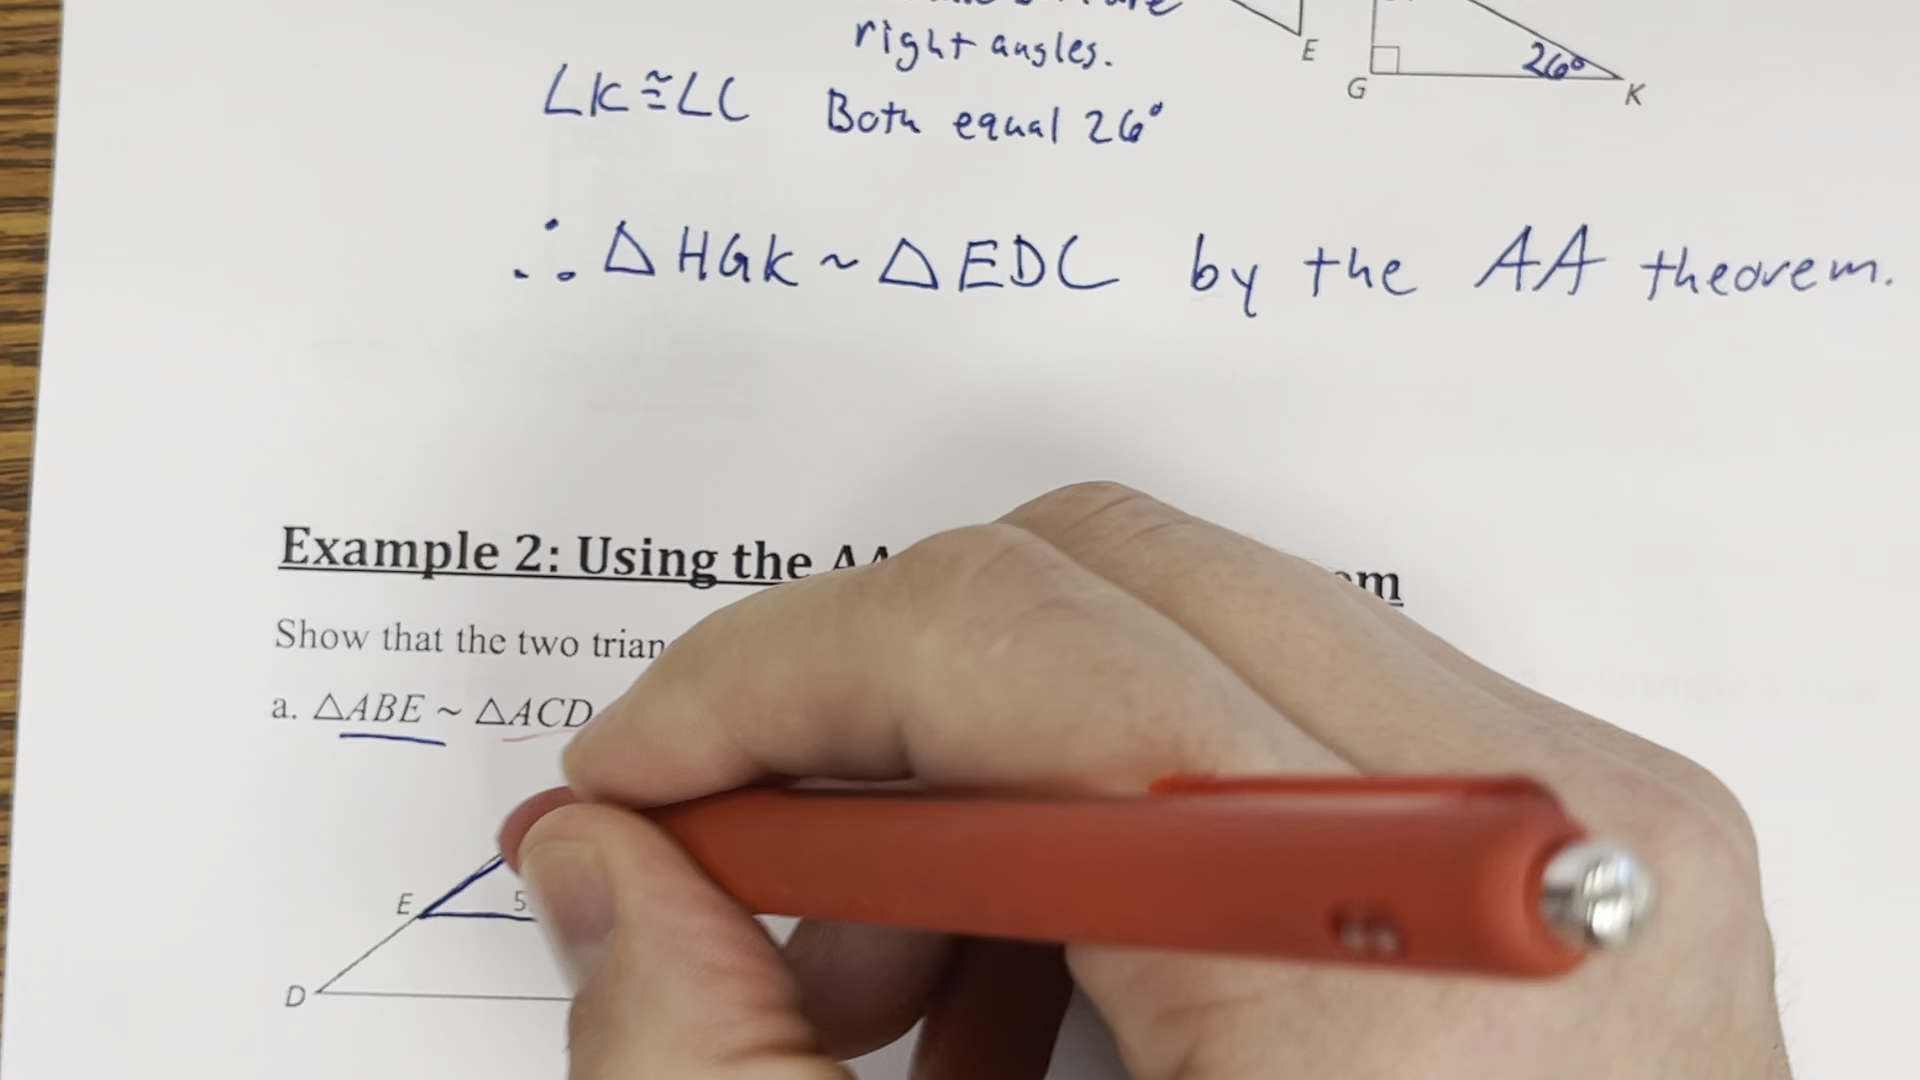 right angles.
E
26°
G
K
∠K≅∠C Both equal 26°
∴ △HGK ~ △EDC by the AA theorem.
Example 2: Using the
Show that the two
a. △ABE ~ △ACD
E
5
D